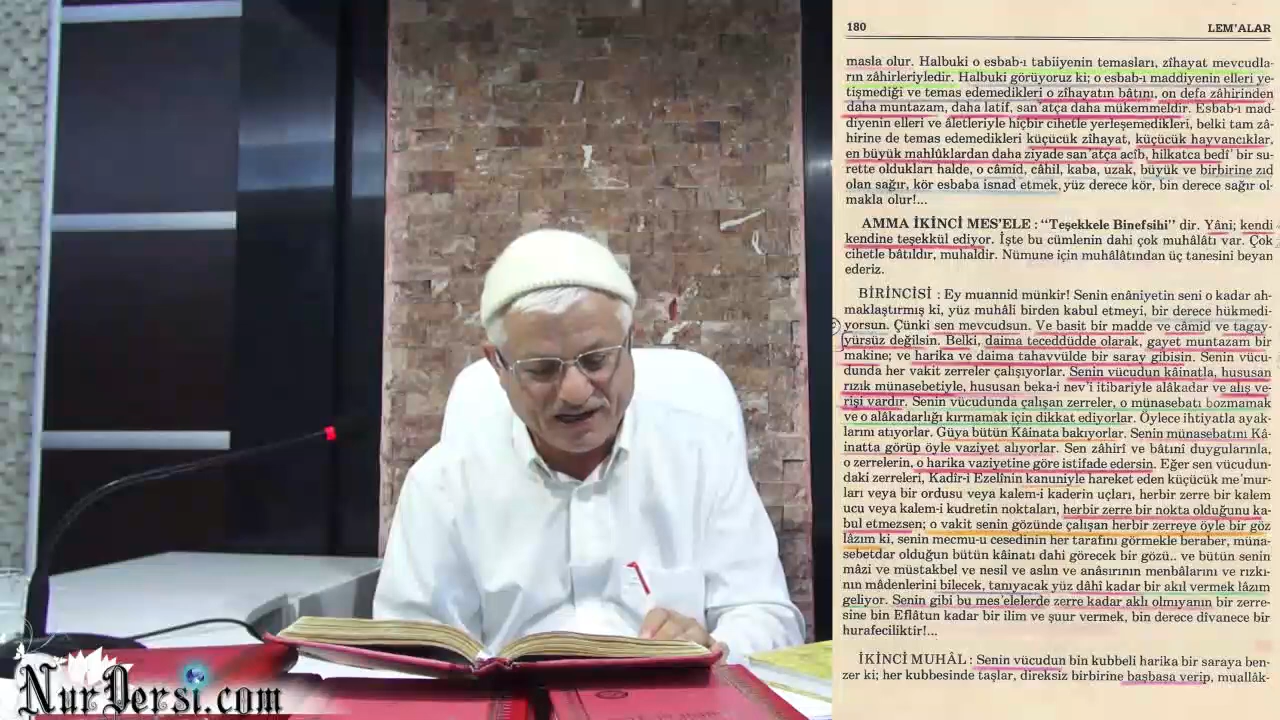 180
LEM'ALAR
masla olur. Halbuki o esbab-ı tabiiyenin temasları, zîhayat mevcudla-
rın zâhirleriyledir. Halbuki görüyoruz ki; o esbab-ı maddiyenin elleri ye-
tişmediği ve temas edemedikleri o zîhayatın bâtını, on defa zâhirinden
daha muntazam, daha latif, san'atça daha mükemmeldir. Esbab-ı mad-
diyenin elleri ve âletleriyle hiçbir cihetle yerleşemedikleri, belki tam zâ-
hirine de temas edemedikleri küçücük zîhayat, küçücük hayvancıklar,
en büyük mahlûklardan daha ziyade san'atça acîb, hilkatca bedî' bir su-
rette oldukları halde, o câmid, câhil, kaba, uzak, büyük ve birbirine zıd
olan sağır, kör esbaba isnad etmek, yüz derece kör, bin derece sağır ol-
makla olur!...
AMMA İKİNCİ MES'ELE : "Teşekkele Binefsihi" dir. Yâni; kendi
kendine teşekkül ediyor. İşte bu cümlenin dahi çok muhâlâtı var. Çok
cihetle bâtıldır, muhaldir. Nümune için muhâlâtından üç tanesini beyan
ederiz.
BİRİNCİSİ : Ey muannid münkir! Senin enâniyetin seni o kadar ah-
maklaştırmış ki, yüz muhâli birden kabul etmeyi, bir derece hükmedi-
yorsun. Çünki sen mevcudsun. Ve basit bir madde ve câmid ve tagay-
yürsüz değilsin. Belki, daima teceddüdde olarak, gayet muntazam bir
makine; ve harika ve daima tahavvülde bir saray gibisin. Senin vücu-
dunda her vakit zerreler çalışıyorlar. Senin vücudun kâinatla, hususan
rızık münasebetiyle, hususan beka-i nev'i itibariyle alâkadar ve alış ve-
rişi vardır. Senin vücudunda çalışan zerreler, o münasebatı bozmamak
ve o alâkadarlığı kırmamak için dikkat ediyorlar. Öylece ihtiyatla ayak-
larını atıyorlar. Güya bütün Kâinata bakıyorlar. Senin münasebatını Kâ-
inatta görüp öyle vaziyet alıyorlar. Sen zâhirî ve bâtınî duygularınla,
o zerrelerin, o harika vaziyetine göre istifade edersin. Eğer sen vücudun-
daki zerreleri, Kadîr-i Ezelînin kanuniyle hareket eden küçücük me'mur-
ları veya bir ordusu veya kalem-i kaderin uçları, herbir zerre bir kalem
ucu veya kalem-i kudretin noktaları, herbir zerre bir nokta olduğunu ka-
bul etmezsen; o vakit senin gözünde çalışan herbir zerreye öyle bir göz
lâzım ki, senin mecmu-u cesedinin her tarafını görmekle beraber, müna-
sebetdar olduğun bütün kâinatı dahi görecek bir gözü.. ve bütün senin
mâzi ve müstakbel ve nesil ve aslın ve anâsırının menbâlarını ve rızkı-
nın mâdenlerini bilecek, tanıyacak yüz dâhî kadar bir akıl vermek lâzım
geliyor. Senin gibi bu mes'elelerde zerre kadar aklı olmıyanın bir zerre-
sine bin Eflâtun kadar bir ilim ve şuur vermek, bin derece dîvanece bir
hurafeciliktir!...
İKİNCİ MUHÂL : Senin vücudun bin kubbeli harika bir seraya ben-
zer ki; her kubbesinde taşlar, direksiz birbirine başbaşa verip, muallâk-
NurDersi.com